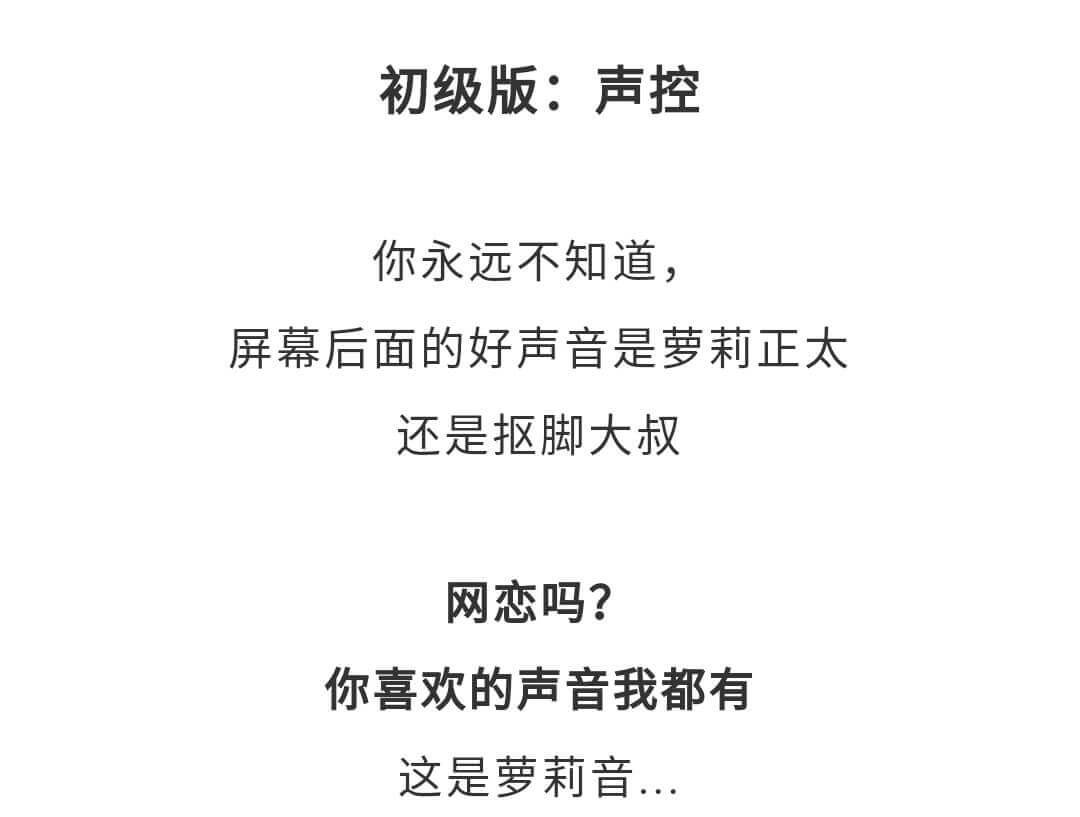 初级版：声控
你永远不知道，
屏幕后面的好声音是萝莉正太
还是抠脚大叔
网恋吗？
你喜欢的声音我都有
这是萝莉音...